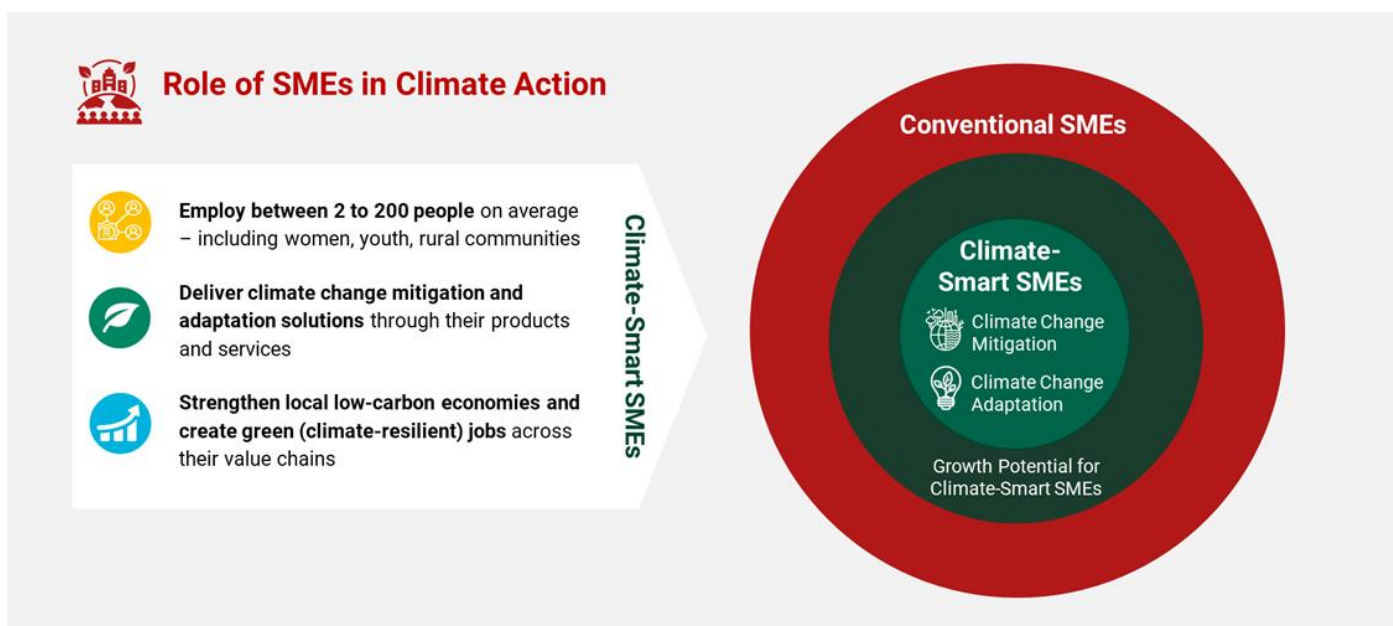 Role of SMEs in Climate Action
Employ between 2 to 200 people on average
– including women, youth, rural communities
Deliver climate change mitigation and
adaptation solutions through their products
and services
Strengthen local low-carbon economies and
create green (climate-resilient) jobs across
their value chains
Climate-Smart SMEs
Conventional SMEs
Climate-
Smart SMEs
Climate Change
Mitigation
Climate Change
Adaptation
Growth Potential for
Climate-Smart SMEs